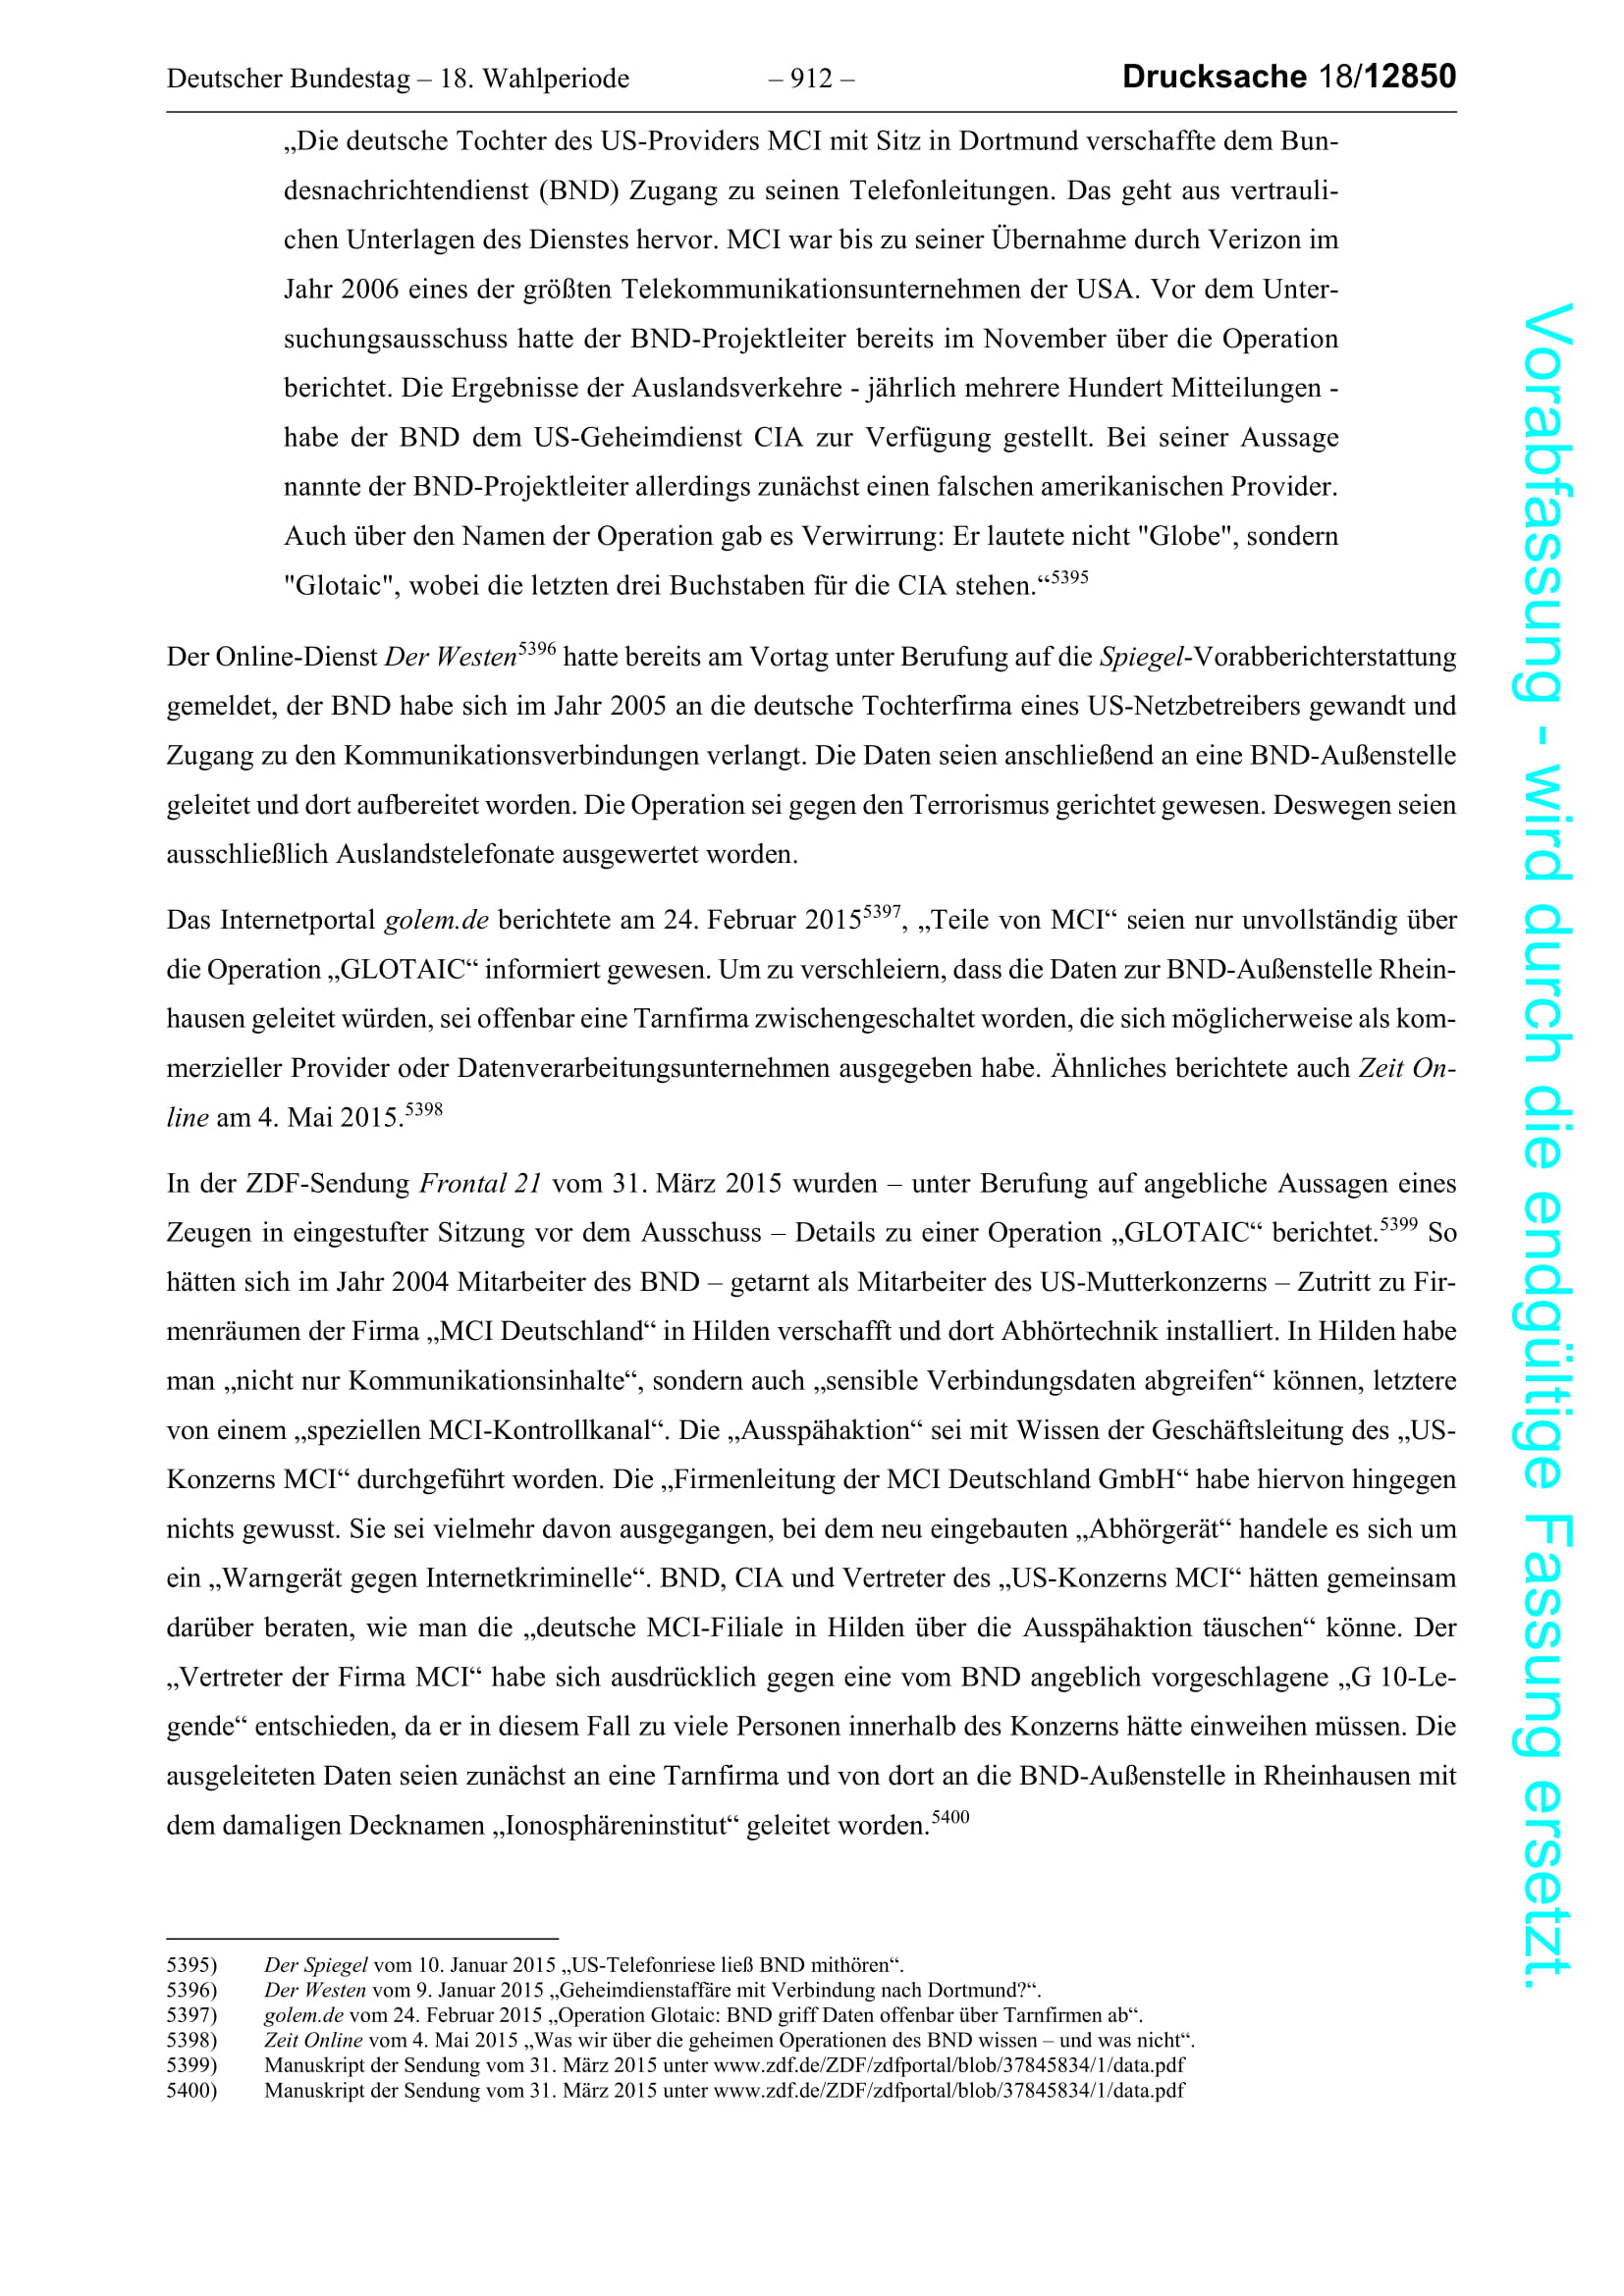 Deutscher Bundestag – 18. Wahlperiode – 912 – Drucksache 18/12850
„Die deutsche Tochter des US-Providers MCI mit Sitz in Dortmund verschaffte dem Bun-
desnachrichtendienst (BND) Zugang zu seinen Telefonleitungen. Das geht aus vertrauli-
chen Unterlagen des Dienstes hervor. MCI war bis zu seiner Übernahme durch Verizon im
Jahr 2006 eines der größten Telekommunikationsunternehmen der USA. Vor dem Unter-
suchungsausschuss hatte der BND-Projektleiter bereits im November über die Operation
berichtet. Die Ergebnisse der Auslandsverkehre - jährlich mehrere Hundert Mitteilungen -
habe der BND dem US-Geheimdienst CIA zur Verfügung gestellt. Bei seiner Aussage
nannte der BND-Projektleiter allerdings zunächst einen falschen amerikanischen Provider.
Auch über den Namen der Operation gab es Verwirrung: Er lautete nicht "Globe", sondern
"Glotaic", wobei die letzten drei Buchstaben für die CIA stehen.“5395
Der Online-Dienst Der Westen5396 hatte bereits am Vortag unter Berufung auf die Spiegel-Vorabberichterstattung
gemeldet, der BND habe sich im Jahr 2005 an die deutsche Tochterfirma eines US-Netzbetreibers gewandt und
Zugang zu den Kommunikationsverbindungen verlangt. Die Daten seien anschließend an eine BND-Außenstelle
geleitet und dort aufbereitet worden. Die Operation sei gegen den Terrorismus gerichtet gewesen. Deswegen seien
ausschließlich Auslandstelefonate ausgewertet worden.
Das Internetportal golem.de berichtete am 24. Februar 20155397, „Teile von MCI“ seien nur unvollständig über
die Operation „GLOTAIC“ informiert gewesen. Um zu verschleiern, dass die Daten zur BND-Außenstelle Rhein-
hausen geleitet würden, sei offenbar eine Tarnfirma zwischengeschaltet worden, die sich möglicherweise als kom-
merzieller Provider oder Datenverarbeitungsunternehmen ausgegeben habe. Ähnliches berichtete auch Zeit On-
line am 4. Mai 2015.5398
In der ZDF-Sendung Frontal 21 vom 31. März 2015 wurden – unter Berufung auf angebliche Aussagen eines
Zeugen in eingestufter Sitzung vor dem Ausschuss – Details zu einer Operation „GLOTAIC“ berichtet.5399 So
hätten sich im Jahr 2004 Mitarbeiter des BND – getarnt als Mitarbeiter des US-Mutterkonzerns – Zutritt zu Fir-
menräumen der Firma „MCI Deutschland“ in Hilden verschafft und dort Abhörtechnik installiert. In Hilden habe
man „nicht nur Kommunikationsinhalte“, sondern auch „sensible Verbindungsdaten abgreifen“ können, letztere
von einem „speziellen MCI-Kontrollkanal“. Die „Ausspähaktion“ sei mit Wissen der Geschäftsleitung des „US-
Konzerns MCI“ durchgeführt worden. Die „Firmenleitung der MCI Deutschland GmbH“ habe hiervon hingegen
nichts gewusst. Sie sei vielmehr davon ausgegangen, bei dem neu eingebauten „Abhörgerät“ handele es sich um
ein „Warngerät gegen Internetkriminelle“. BND, CIA und Vertreter des „US-Konzerns MCI“ hätten gemeinsam
darüber beraten, wie man die „deutsche MCI-Filiale in Hilden über die Ausspähaktion täuschen“ könne. Der
„Vertreter der Firma MCI“ habe sich ausdrücklich gegen eine vom BND angeblich vorgeschlagene „G 10-Le-
gende“ entschieden, da er in diesem Fall zu viele Personen innerhalb des Konzerns hätte einweihen müssen. Die
ausgeleiteten Daten seien zunächst an eine Tarnfirma und von dort an die BND-Außenstelle in Rheinhausen mit
dem damaligen Decknamen „Ionosphäreninstitut“ geleitet worden.5400
5395) Der Spiegel vom 10. Januar 2015 „US-Telefonriese ließ BND mithören“.
5396) Der Westen vom 9. Januar 2015 „Geheimdienstaffäre mit Verbindung nach Dortmund?“.
5397) golem.de vom 24. Februar 2015 „Operation Glotaic: BND griff Daten offenbar über Tarnfirmen ab“.
5398) Zeit Online vom 4. Mai 2015 „Was wir über die geheimen Operationen des BND wissen – und was nicht“.
5399) Manuskript der Sendung vom 31. März 2015 unter www.zdf.de/ZDF/zdfportal/blob/37845834/1/data.pdf
5400) Manuskript der Sendung vom 31. März 2015 unter www.zdf.de/ZDF/zdfportal/blob/37845834/1/data.pdf
Vorabfassung - wird durch die endgültige Fassung ersetzt.